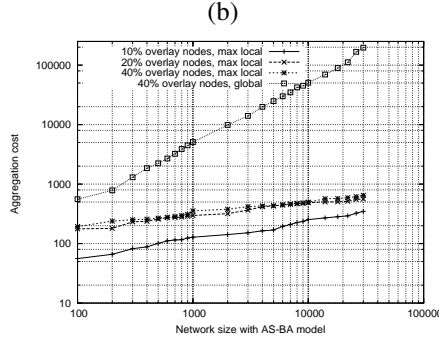 (b)
10% overlay nodes, max local
20% overlay nodes, max local
40% overlay nodes, max local
40% overlay nodes, global
100000
10000
1000
100
10
Aggregation cost
100
1000
10000
100000
Network size with AS-BA model